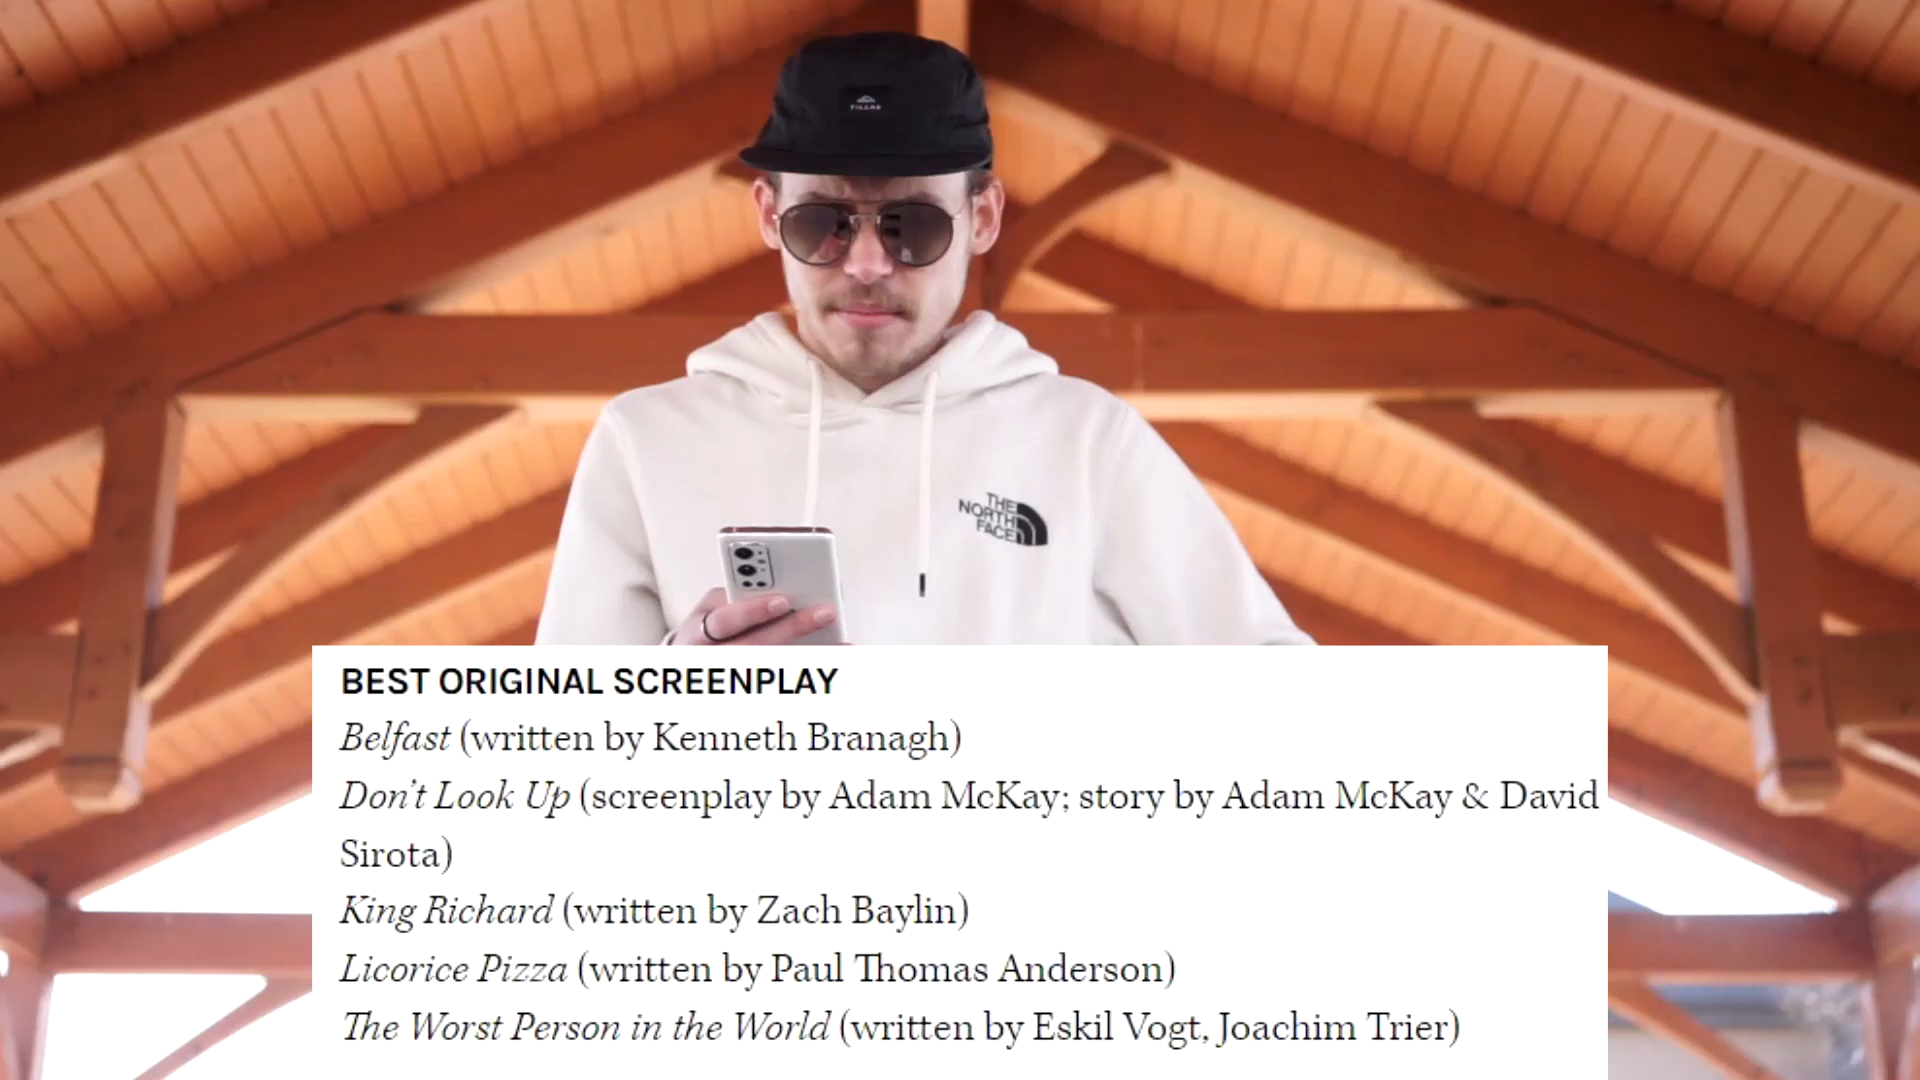 PILLAR
THE
NORTH
FACE
BEST ORIGINAL SCREENPLAY
Belfast (written by Kenneth Branagh)
Don’t Look Up (screenplay by Adam McKay; story by Adam McKay & David
Sirota)
King Richard (written by Zach Baylin)
Licorice Pizza (written by Paul Thomas Anderson)
The Worst Person in the World (written by Eskil Vogt, Joachim Trier)